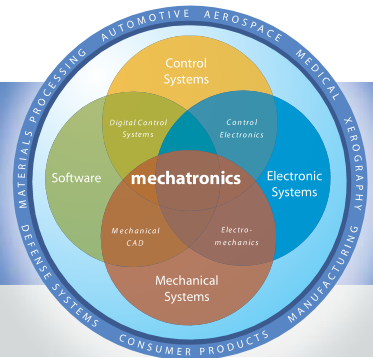 MATERIALS PROCESSING AUTOMOTIVE AEROSPACE MEDICAL XEROGRAPHY
Control
Systems
Digital Control
Systems
Control
Electronics
Software
mechatronics
Electronic
Systems
Mechanical
CAD
Electro-
mechanics
Mechanical
Systems
DEFENSE SYSTEMS CONSUMER PRODUCTS MANUFACTURING